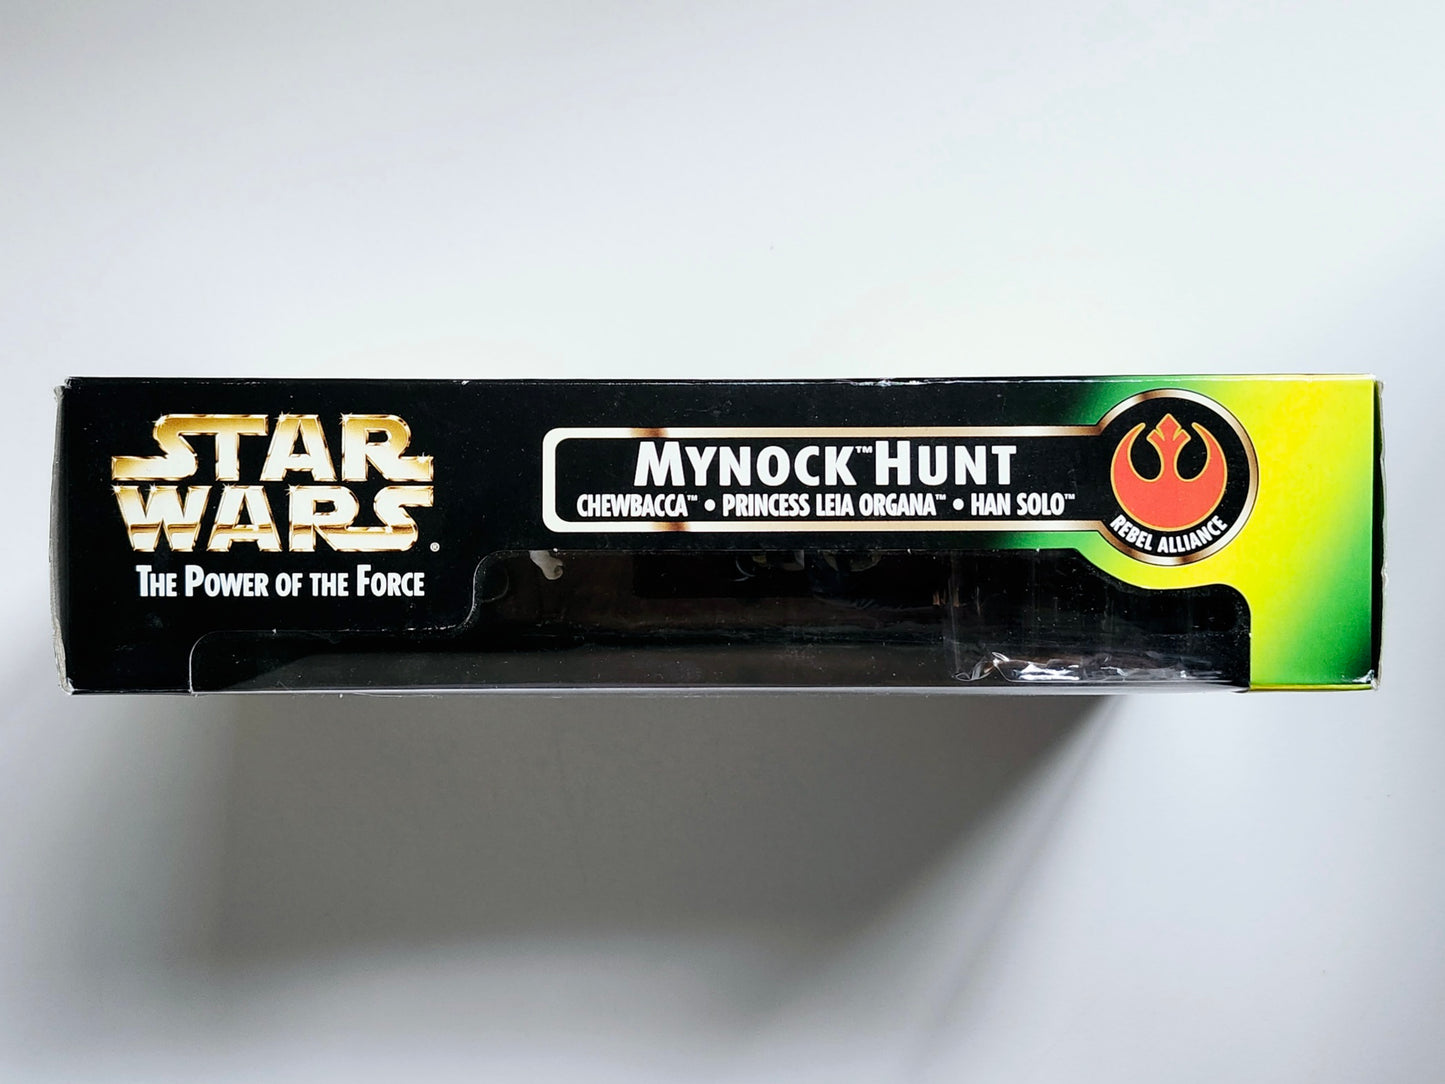 STAR
WARS®
THE POWER OF THE FORCE
MYNOCK™ HUNT
CHEWBACCA™ • PRINCESS LEIA ORGANA™ • HAN SOLO™
REBEL ALLIANCE